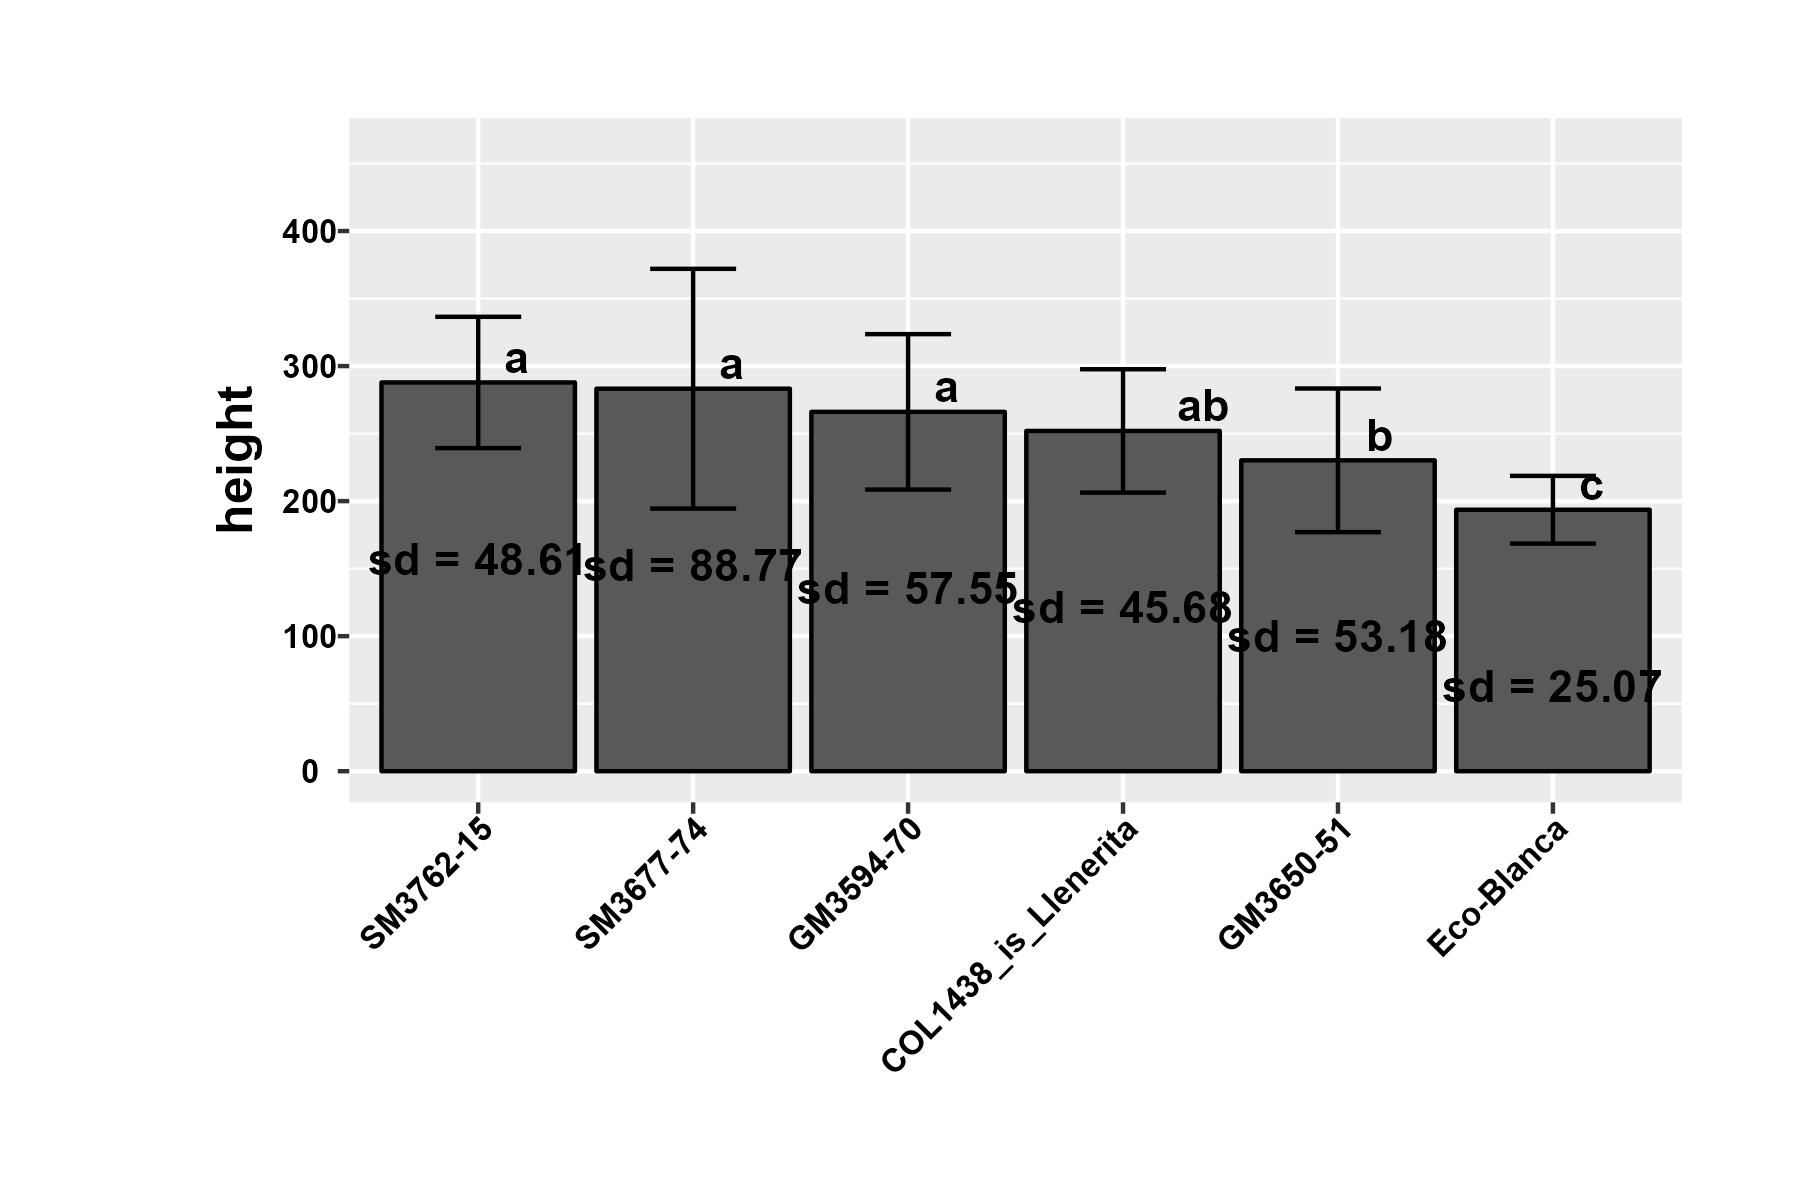 height
400
300
200
100
0
a
a
a
ab
b
c
sd = 48.61
sd = 88.77
sd = 57.55
sd = 45.68
sd = 53.18
sd = 25.07
SM3762-15
SM3677-74
GM3594-70
COL1438_is_Llenerita
GM3650-51
Eco-Blanca